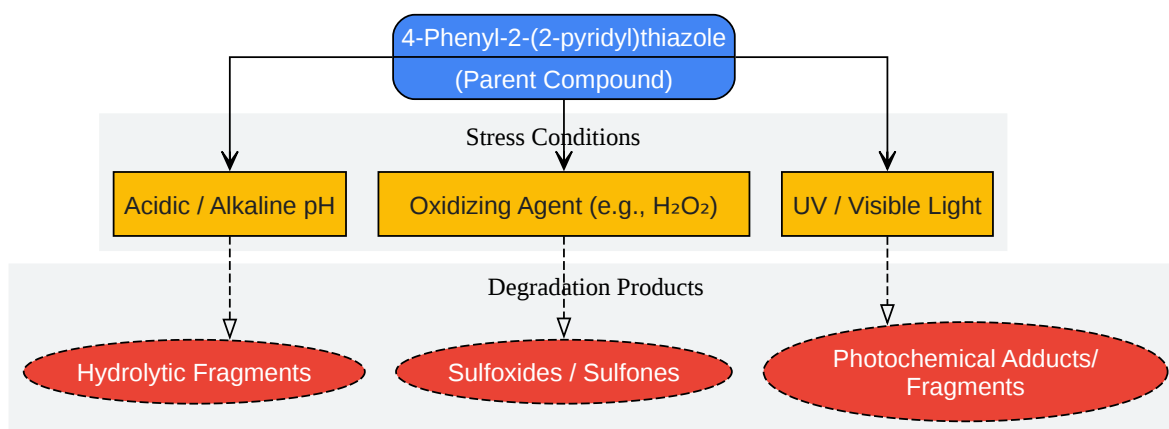 4-Phenyl-2-(2-pyridyl)thiazole
(Parent Compound)
Stress Conditions
Acidic / Alkaline pH
Oxidizing Agent (e.g., H₂O₂)
UV / Visible Light
Degradation Products
Hydrolytic Fragments
Sulfoxides / Sulfones
Photochemical Adducts/
Fragments